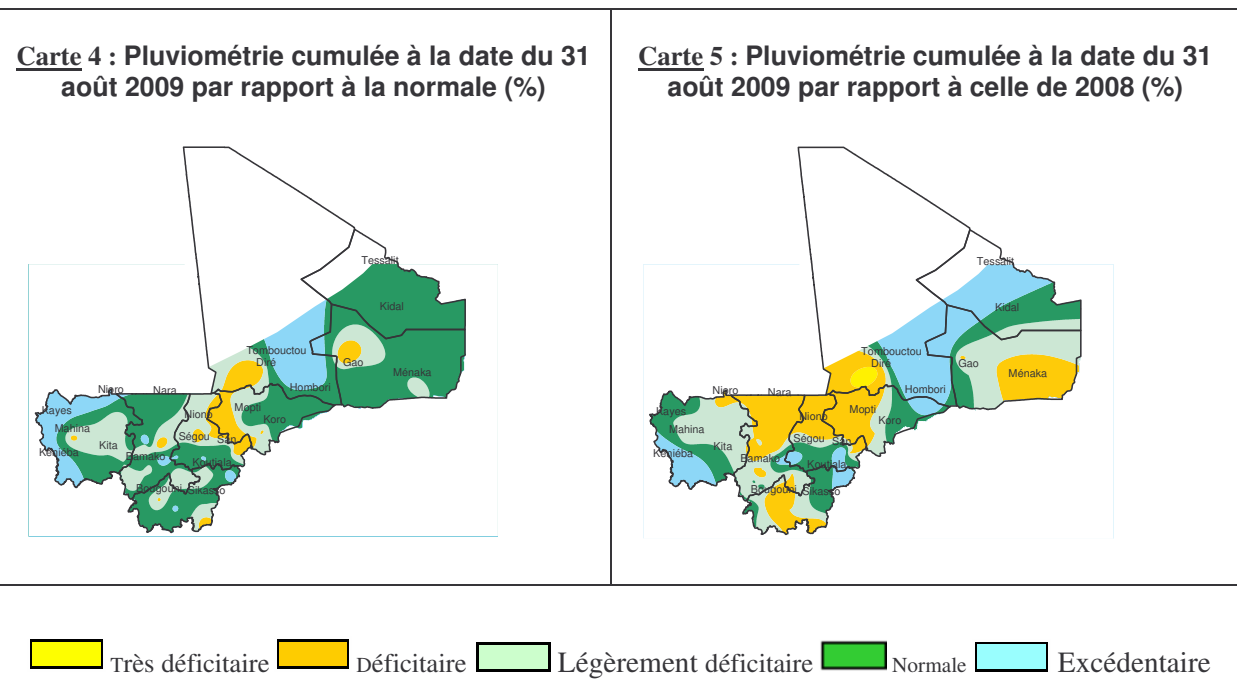 Carte 4 : Pluviométrie cumulée à la date du 31
août 2009 par rapport à la normale (%)
Tessalit
Kidal
Tombouctou
Diré
Gao
Ménaka
Hombori
Nioro
Nara
Kayes
Mopti
Niono
Koro
Mahina
Ségou
San
Kita
Kéniéba
Bamako
Koutiala
Bougouni
Sikasso
Carte 5 : Pluviométrie cumulée à la date du 31
août 2009 par rapport à celle de 2008 (%)
Tessalit
Kidal
Tombouctou
Diré
Gao
Ménaka
Hombori
Nioro
Nara
Kayes
Mopti
Niono
Koro
Mahina
Ségou
San
Kita
Kéniéba
Bamako
Koutiala
Bougouni
Sikasso
Très déficitaire
Déficitaire
Légèrement déficitaire
Normale
Excédentaire